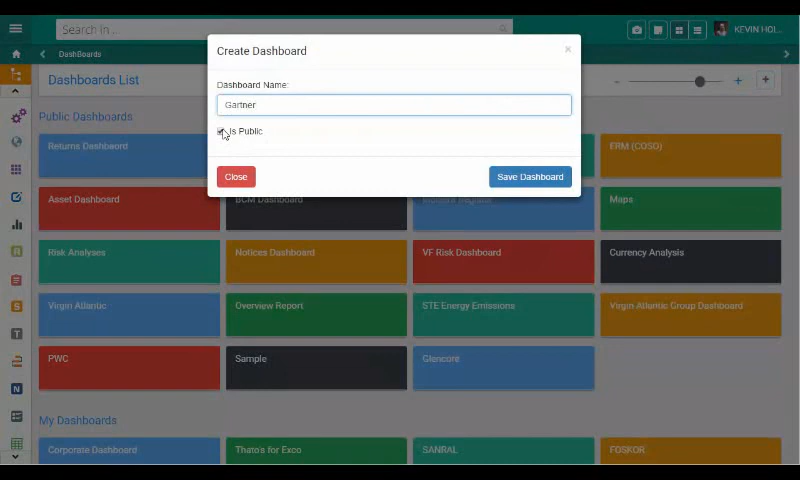 Search In ..
KEVIN HOL...
DashBoards
Dashboards List
Create Dashboard
×
Dashboard Name:
Gartner
Is Public
Close
Save Dashboard
Public Dashboards
Returns Dashboard
ERM (COSO)
Asset Dashboard
BCM Dashboard
Maps
Risk Analyses
Notices Dashboard
VF Risk Dashboard
Currency Analysis
Virgin Atlantic
Overview Report
STE Energy Emissions
Virgin Atlantic Group Dashboard
PWC
Sample
Glencore
My Dashboards
Corporate Dashboard
Thato's for Exco
SANRAL
FOSKOR